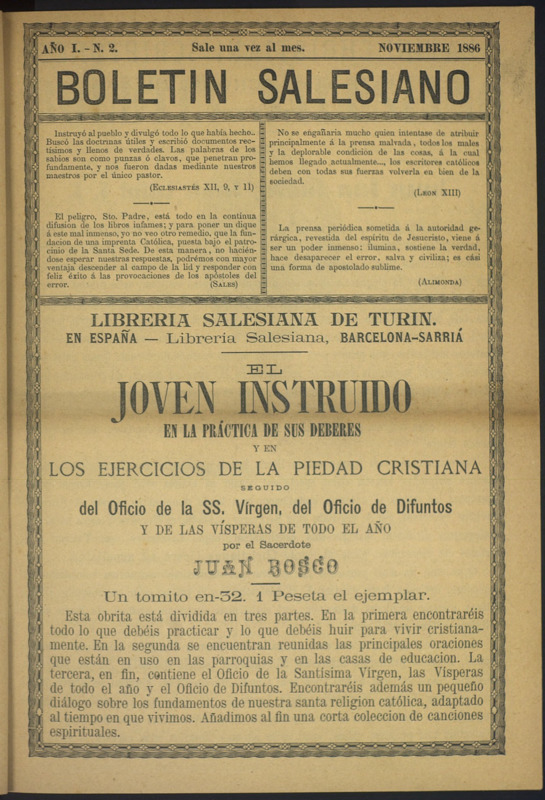 AÑO I. - N. 2.
Sale una vez al mes.
NOVIEMBRE 1886
BOLETIN SALESIANO
Instruyó al pueblo y divulgó todo lo que había hecho..
Buscó las doctrinas útiles y escribió documentos rec-
tísimos y llenos de verdades. Las palabras de los
sabios son como punzas ó clavos, que penetran pro-
fundamente, y nos fueron dadas mediante nuestros
maestros por el único pastor.
(ECLESIASTÉS XII, 9, Y 11)
El peligro, Sto. Padre, está todo en la continua
difusion de los libros infames; y para poner un dique
á este mal inmenso, yo no veo otro remedio, que la fun-
dacion de una imprenta Católica, puesta bajo el patro-
cinio de la Santa Sede. De esta manera, no hacién-
dose esperar nuestras respuestas, podrémos con mayor
ventaja descender al campo de la lid y responder con
feliz éxito á las provocaciones de los apóstoles del
error. (SALES)
No se engañaria mucho quien intentase de atribuir
principalmente á la prensa malvada, todos los males
y la deplorable condicion de las cosas, á la cual
hemos llegado actualmente..., los escritores católicos
deben con todas sus fuerzas volverla en bien de la
sociedad.
(LEON XIII)
La prensa periódica sometida á la autoridad ge-
rárgica, revestida del espíritu de Jesucristo, viene á
ser un poder inmenso: ilumina, sostiene la verdad,
hace desaparecer el error, salva y civiliza; es cási
una forma de apostolado sublime.
(ALIMONDA)
LIBRERIA SALESIANA DE TURIN.
EN ESPAÑA — Librería Salesiana, BARCELONA-SARRIÁ
EL
JOVEN INSTRUIDO
EN LA PRÁCTICA DE SUS DEBERES
Y EN
LOS EJERCICIOS DE LA PIEDAD CRISTIANA
SEGUIDO
del Oficio de la SS. Vírgen, del Oficio de Difuntos
Y DE LAS VÍSPERAS DE TODO EL AÑO
por el Sacerdote
JUAN BOSCO
Un tomito en-32. 1 Peseta el ejemplar.
Esta obrita está dividida en tres partes. En la primera encontraréis
todo lo que debéis practicar y lo que debéis huir para vivir cristiana-
mente. En la segunda se encuentran reunidas las principales oraciones
que están en uso en las parroquias y en las casas de educacion. La
tercera, en fin, contiene el Oficio de la Santísima Vírgen, las Vísperas
de todo el año y el Oficio de Difuntos. Encontraréis además un pequeño
diálogo sobre los fundamentos de nuestra santa religion católica, adaptado
al tiempo en que vivimos. Añadimos al fin una corta coleccion de canciones
espirituales.